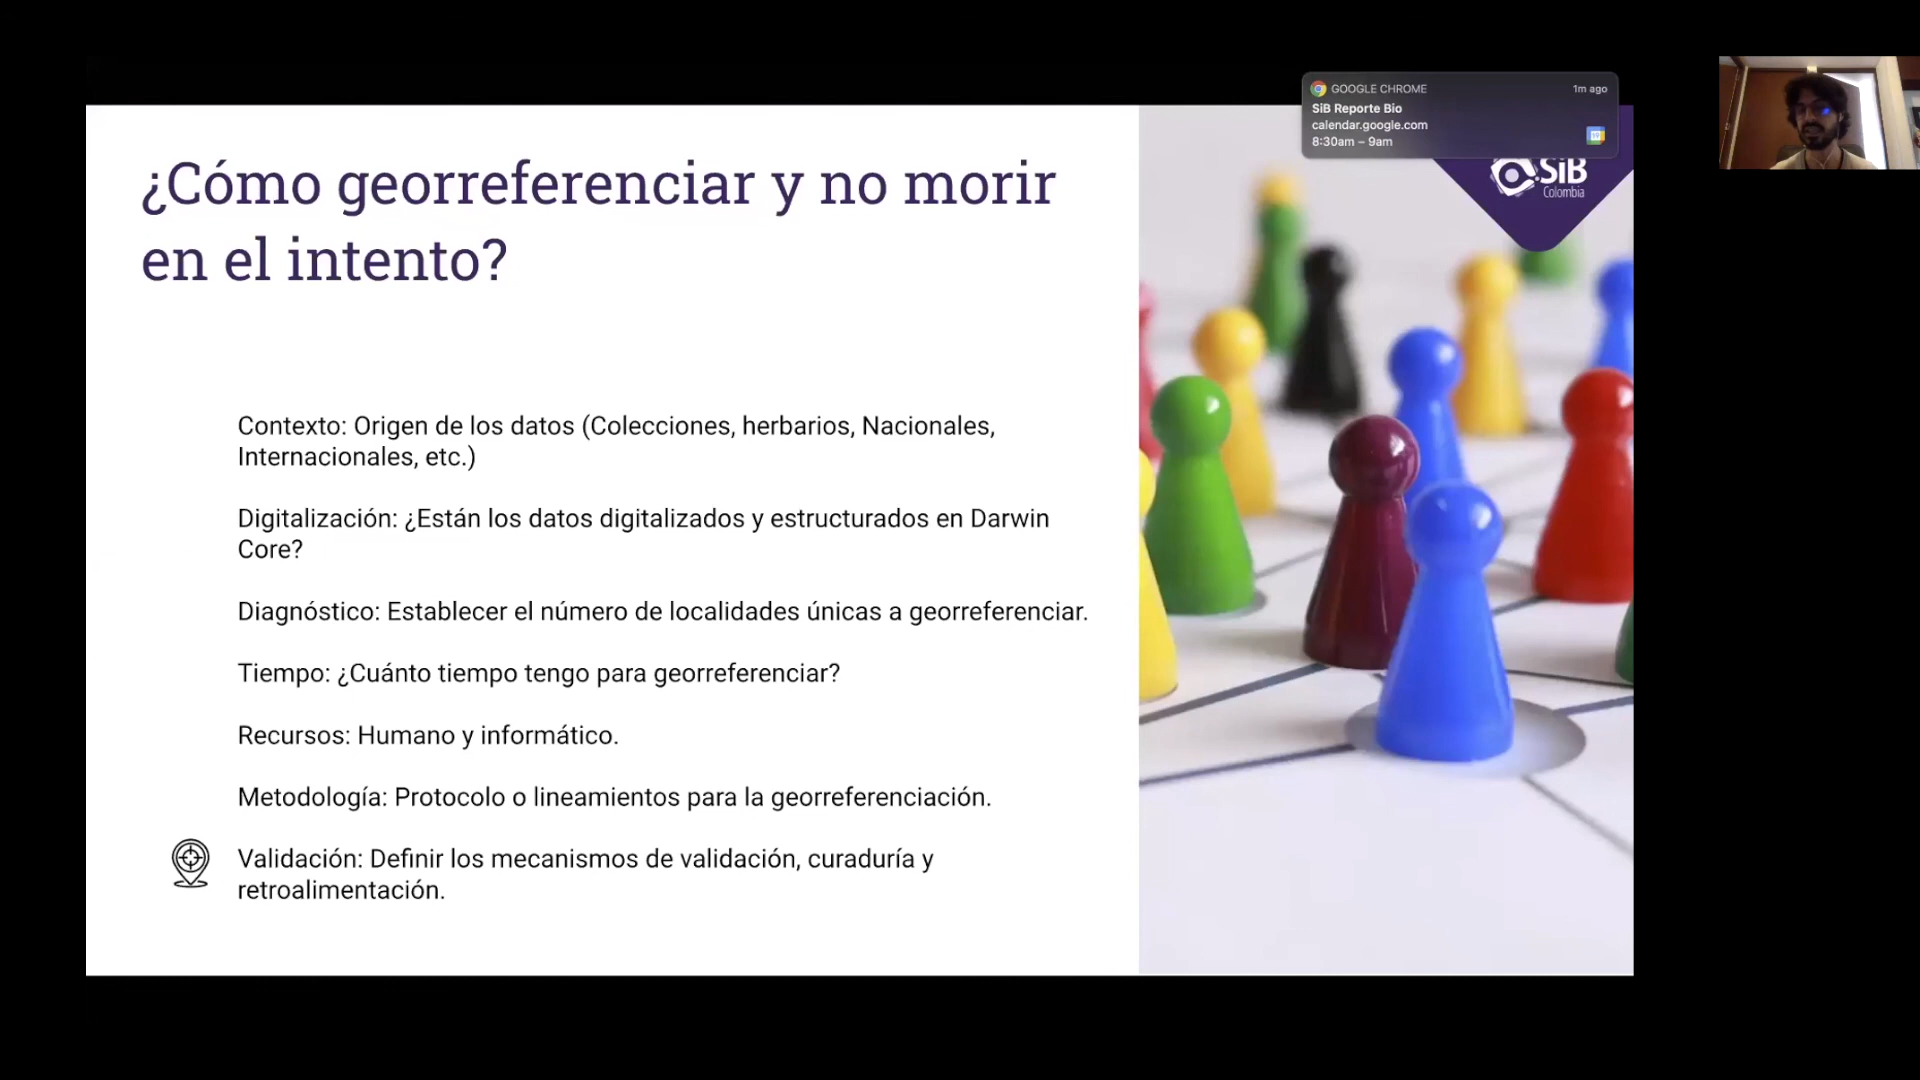 GOOGLE CHROME 1m ago
SiB Reporte Bio
calendar.google.com
8:30am – 9am
SiB
Colombia
¿Cómo georreferenciar y no morir
en el intento?
Contexto: Origen de los datos (Colecciones, herbarios, Nacionales,
Internacionales, etc.)
Digitalización: ¿Están los datos digitalizados y estructurados en Darwin
Core?
Diagnóstico: Establecer el número de localidades únicas a georreferenciar.
Tiempo: ¿Cuánto tiempo tengo para georreferenciar?
Recursos: Humano y informático.
Metodología: Protocolo o lineamientos para la georreferenciación.
Validación: Definir los mecanismos de validación, curaduría y
retroalimentación.